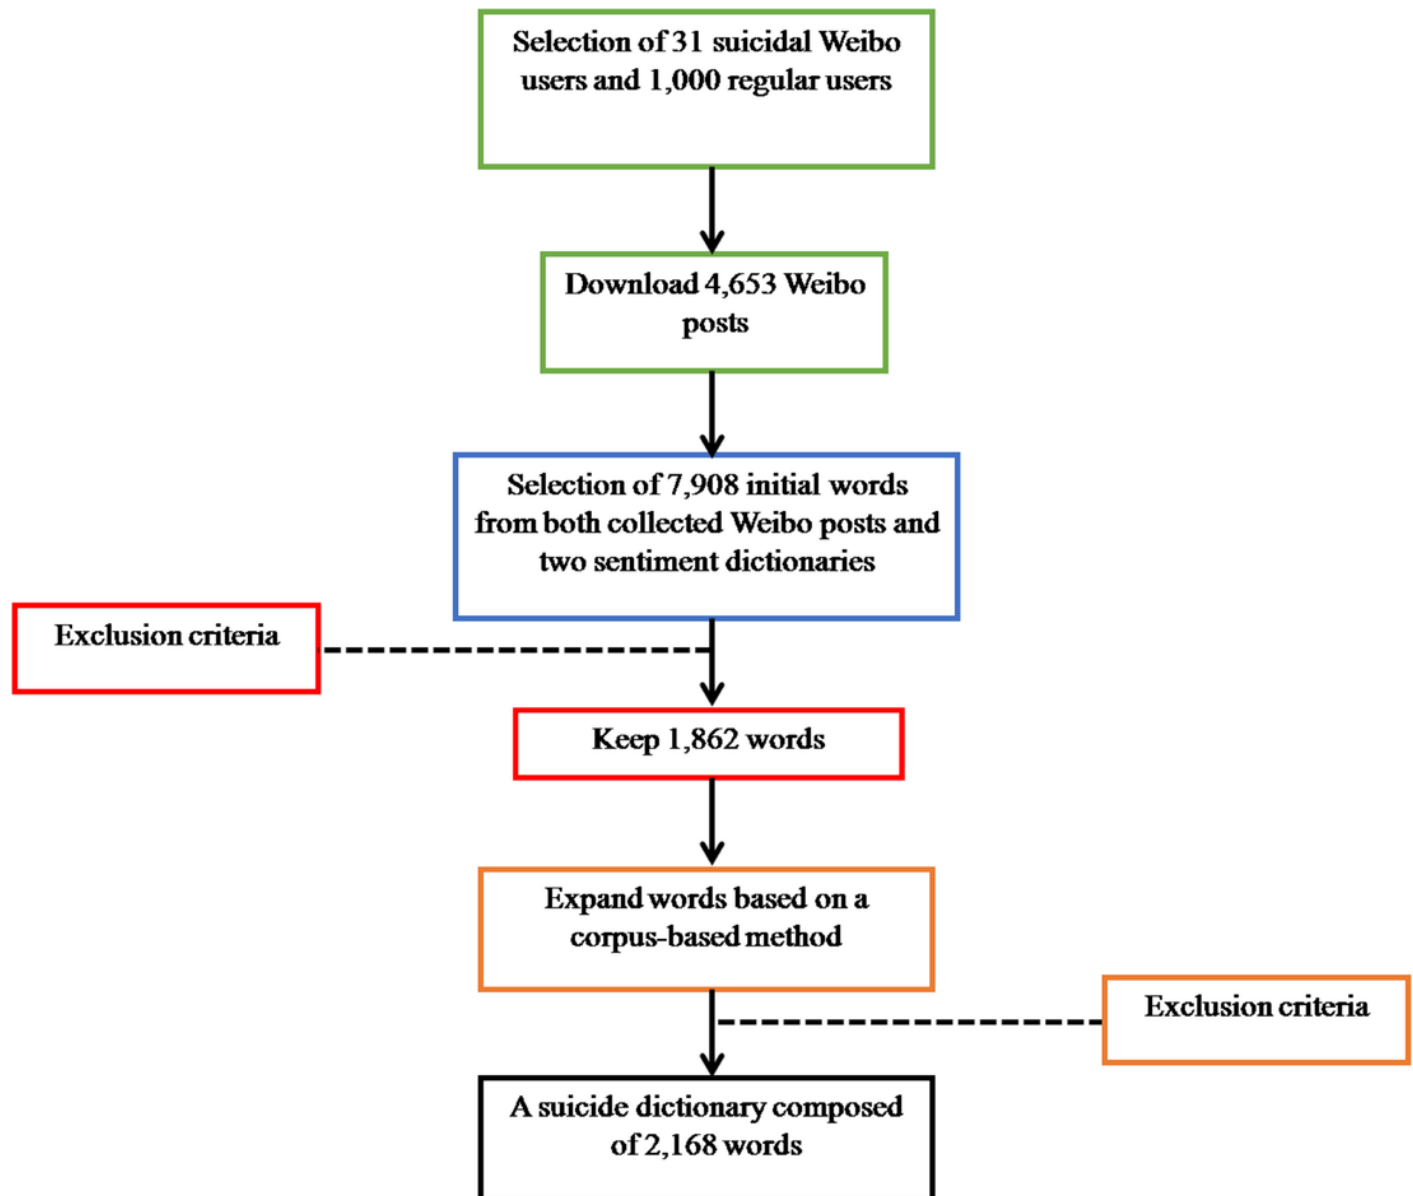 Selection of 31 suicidal Weibo
users and 1,000 regular users
Download 4,653 Weibo
posts
Selection of 7,908 initial words
from both collected Weibo posts and
two sentiment dictionaries
Exclusion criteria
Keep 1,862 words
Expand words based on a
corpus-based method
Exclusion criteria
A suicide dictionary composed
of 2,168 words